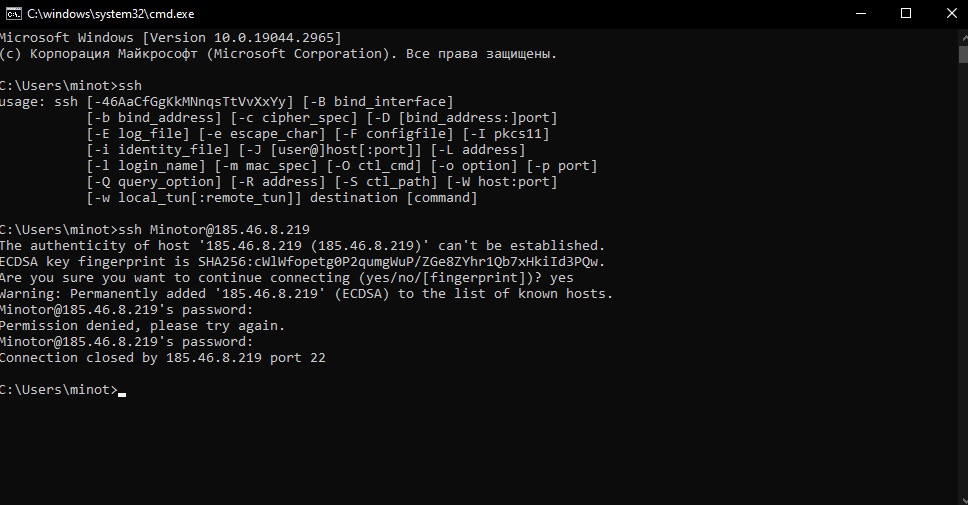 C:\windows\system32\cmd.exe
Microsoft Windows [Version 10.0.19044.2965]
(c) Корпорация Майкрософт (Microsoft Corporation). Все права защищены.
C:\Users\minot>ssh
usage: ssh [-46AaCfGgKkMNnqsTtVvXxYy] [-B bind_interface]
[-b bind_address] [-c cipher_spec] [-D [bind_address:]port]
[-E log_file] [-e escape_char] [-F configfile] [-I pkcs11]
[-i identity_file] [-J [user@]host[:port]] [-L address]
[-l login_name] [-m mac_spec] [-O ctl_cmd] [-o option] [-p port]
[-Q query_option] [-R address] [-S ctl_path] [-W host:port]
[-w local_tun[:remote_tun]] destination [command]
C:\Users\minot>ssh Minotor@185.46.8.219
The authenticity of host '185.46.8.219 (185.46.8.219)' can't be established.
ECDSA key fingerprint is SHA256:cWlWfopetg0P2qumgWuP/ZGe8ZYhr1Qb7xHkiId3PQw.
Are you sure you want to continue connecting (yes/no/[fingerprint])? yes
Warning: Permanently added '185.46.8.219' (ECDSA) to the list of known hosts.
Minotor@185.46.8.219's password:
Permission denied, please try again.
Minotor@185.46.8.219's password:
Connection closed by 185.46.8.219 port 22
C:\Users\minot>